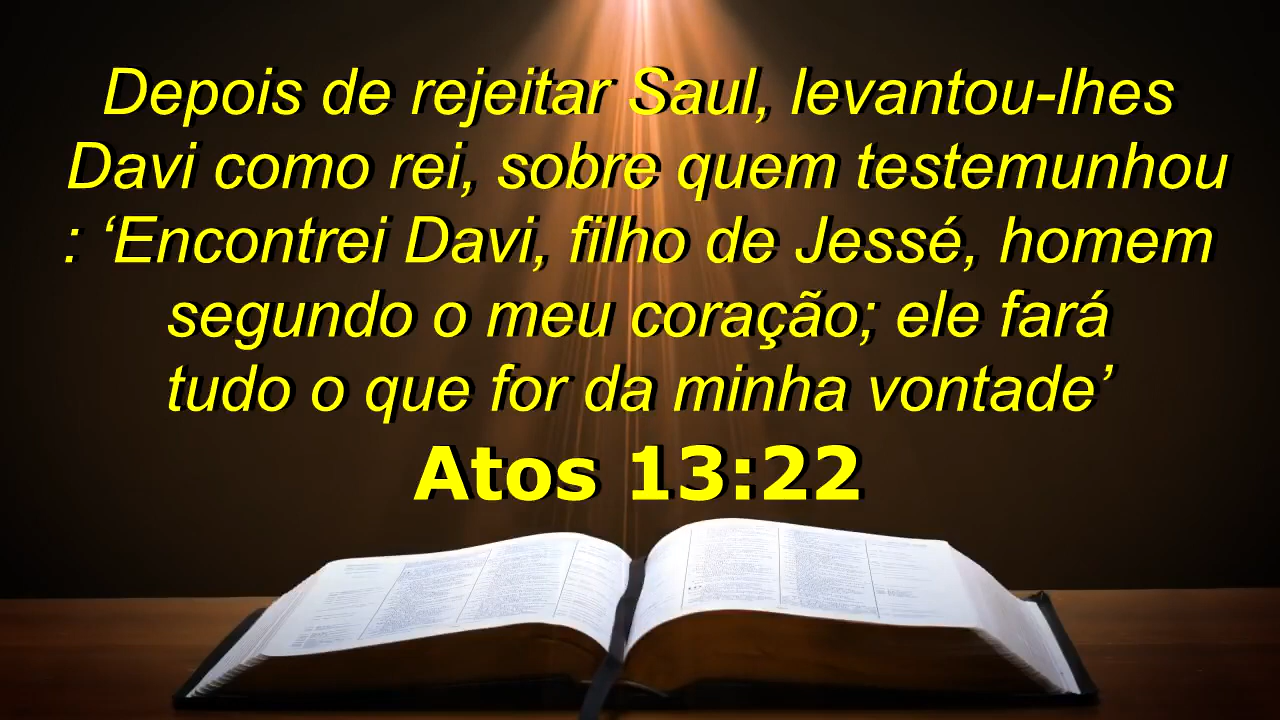 Depois de rejeitar Saul, levantou-lhes
Davi como rei, sobre quem testemunhou
: ‘Encontrei Davi, filho de Jessé, homem
segundo o meu coração; ele fará
tudo o que for da minha vontade’
Atos 13:22